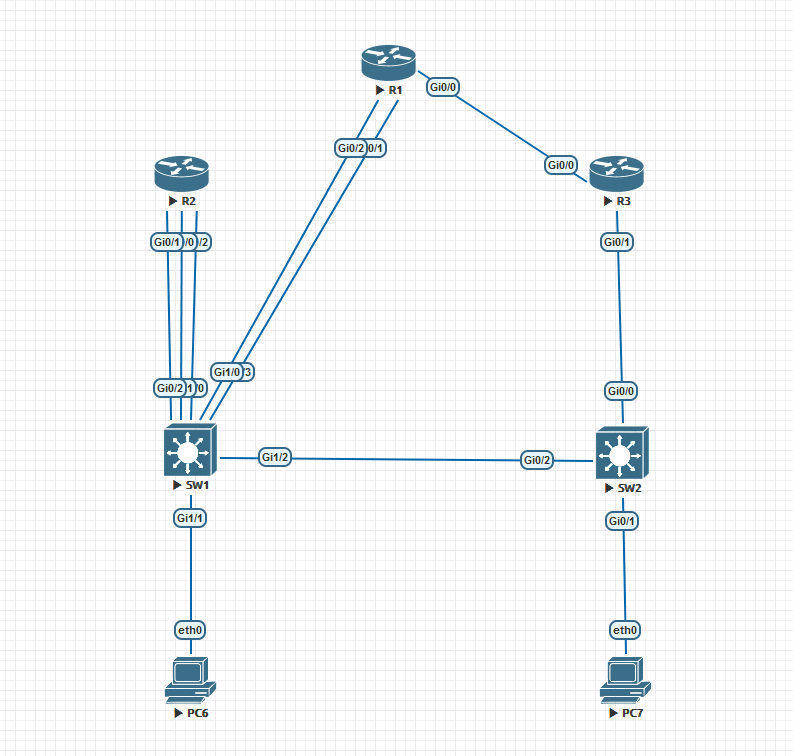 R1
Gi0/0
Gi0/2
0/1
Gi0/0
R2
R3
Gi0/1
/0
/2
Gi0/1
Gi1/0
/3
Gi0/2
1
/0
Gi0/0
Gi1/2
Gi0/2
SW1
SW2
Gi1/1
Gi0/1
eth0
eth0
PC6
PC7